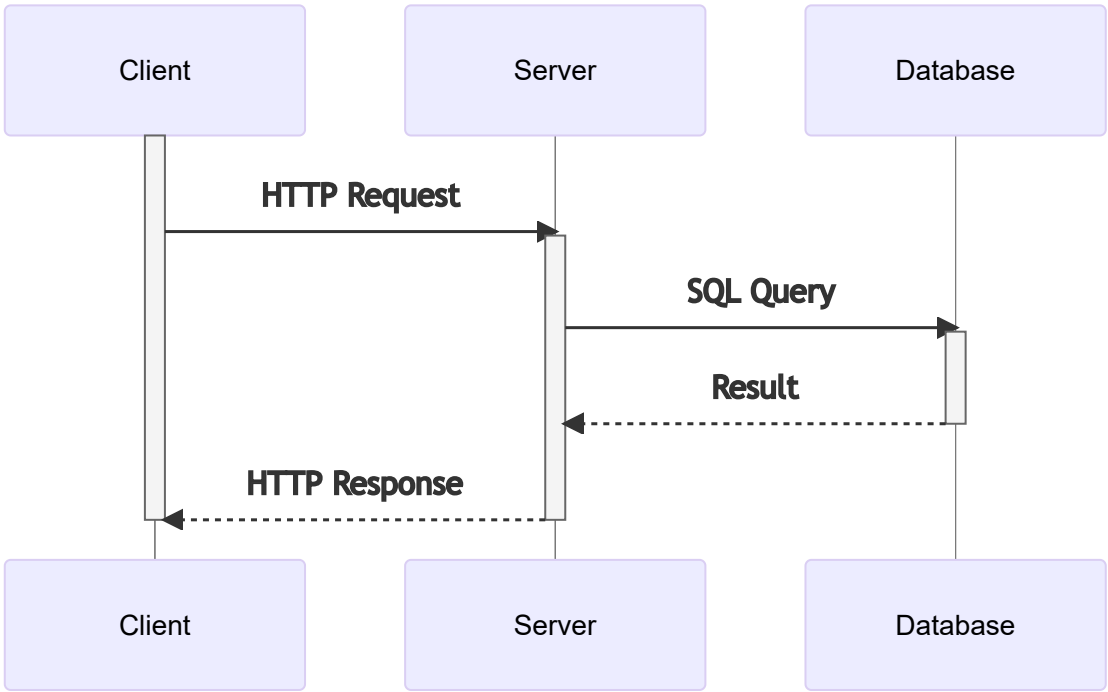 Client
Server
Database
HTTP Request
SQL Query
Result
HTTP Response
Client
Server
Database